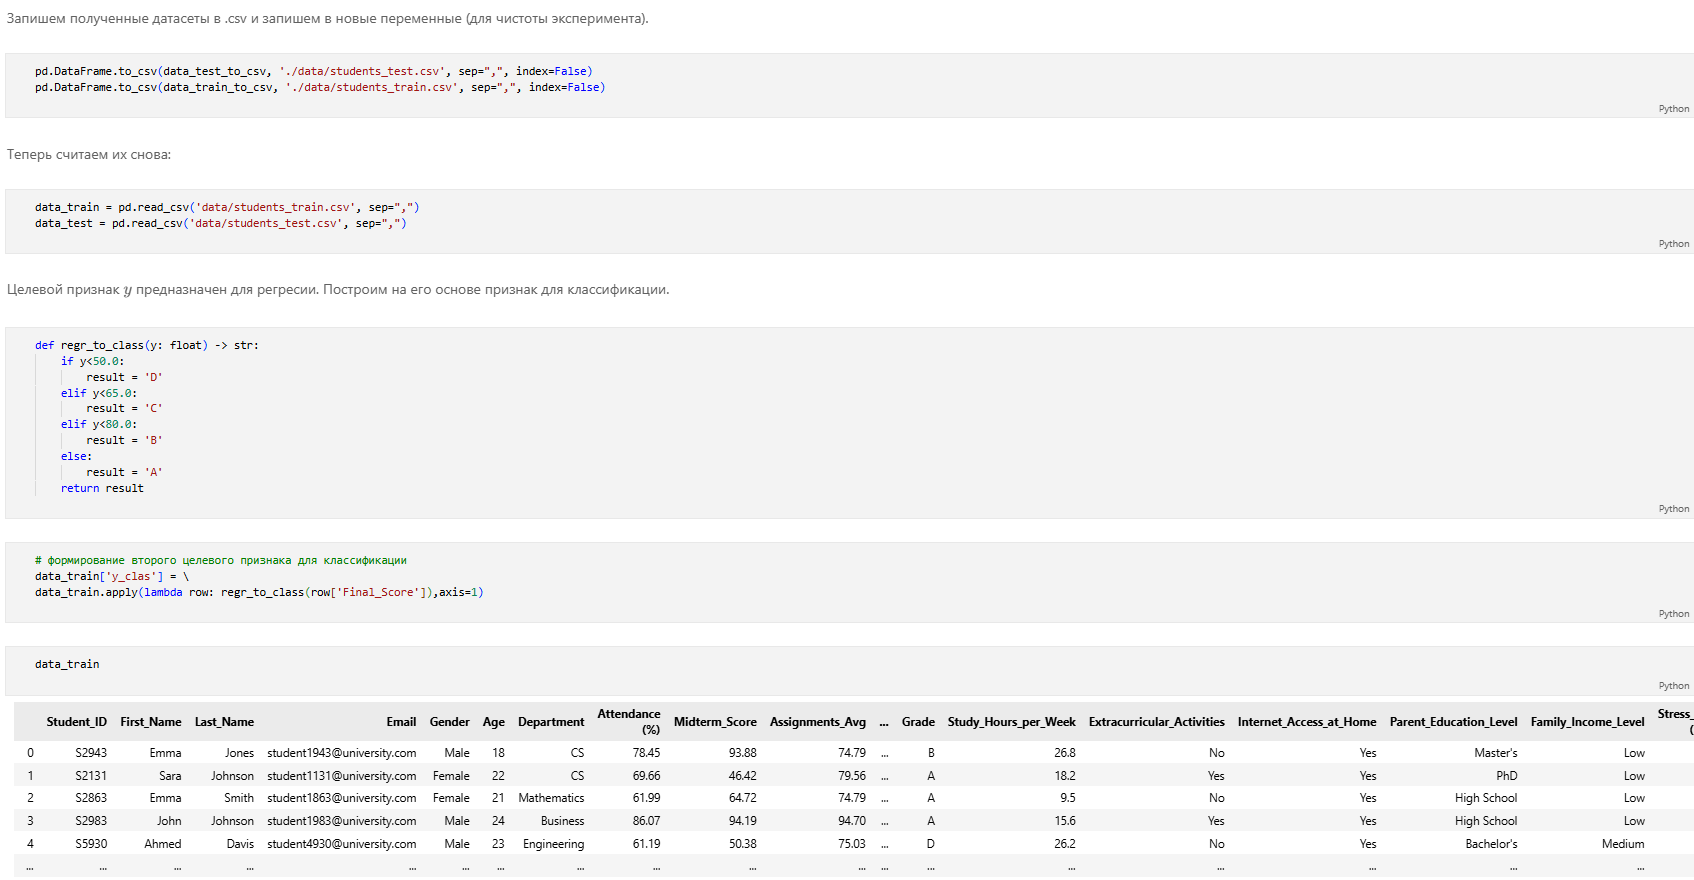 Запишем полученные датасеты в .csv и запишем в новые переменные (для чистоты эксперимента).
pd.DataFrame.to_csv(data_test_to_csv, './data/students_test.csv', sep=",", index=False)
pd.DataFrame.to_csv(data_train_to_csv, './data/students_train.csv', sep=",", index=False)
Python
Теперь считаем их снова:
data_train = pd.read_csv('data/students_train.csv', sep=",")
data_test = pd.read_csv('data/students_test.csv', sep=",")
Python
Целевой признак y предназначен для регресии. Построим на его основе признак для классификации.
def regr_to_class(y: float) -> str:
    if y<50.0:
        result = 'D'
    elif y<65.0:
        result = 'C'
    elif y<80.0:
        result = 'B'
    else:
        result = 'A'
    return result
Python
# формирование второго целевого признака для классификации
data_train['y_clas'] = \
data_train.apply(lambda row: regr_to_class(row['Final_Score']),axis=1)
Python
data_train
Python
Student_ID First_Name Last_Name Email Gender Age Department Attendance (%) Midterm_Score Assignments_Avg ... Grade Study_Hours_per_Week Extracurricular_Activities Internet_Access_at_Home Parent_Education_Level Family_Income_Level Stress_ (
0 S2943 Emma Jones student1943@university.com Male 18 CS 78.45 93.88 74.79 ... B 26.8 No Yes Master's Low
1 S2131 Sara Johnson student1131@university.com Female 22 CS 69.66 46.42 79.56 ... A 18.2 Yes Yes PhD Low
2 S2863 Emma Smith student1863@university.com Female 21 Mathematics 61.99 64.72 74.79 ... A 9.5 No Yes High School Low
3 S2983 John Johnson student1983@university.com Male 24 Business 86.07 94.19 94.70 ... A 15.6 Yes Yes High School Low
4 S5930 Ahmed Davis student4930@university.com Male 23 Engineering 61.19 50.38 75.03 ... D 26.2 No Yes Bachelor's Medium
... ... ... ... ... ... ... ... ... ... ... ... ... ... ... ... ... ...